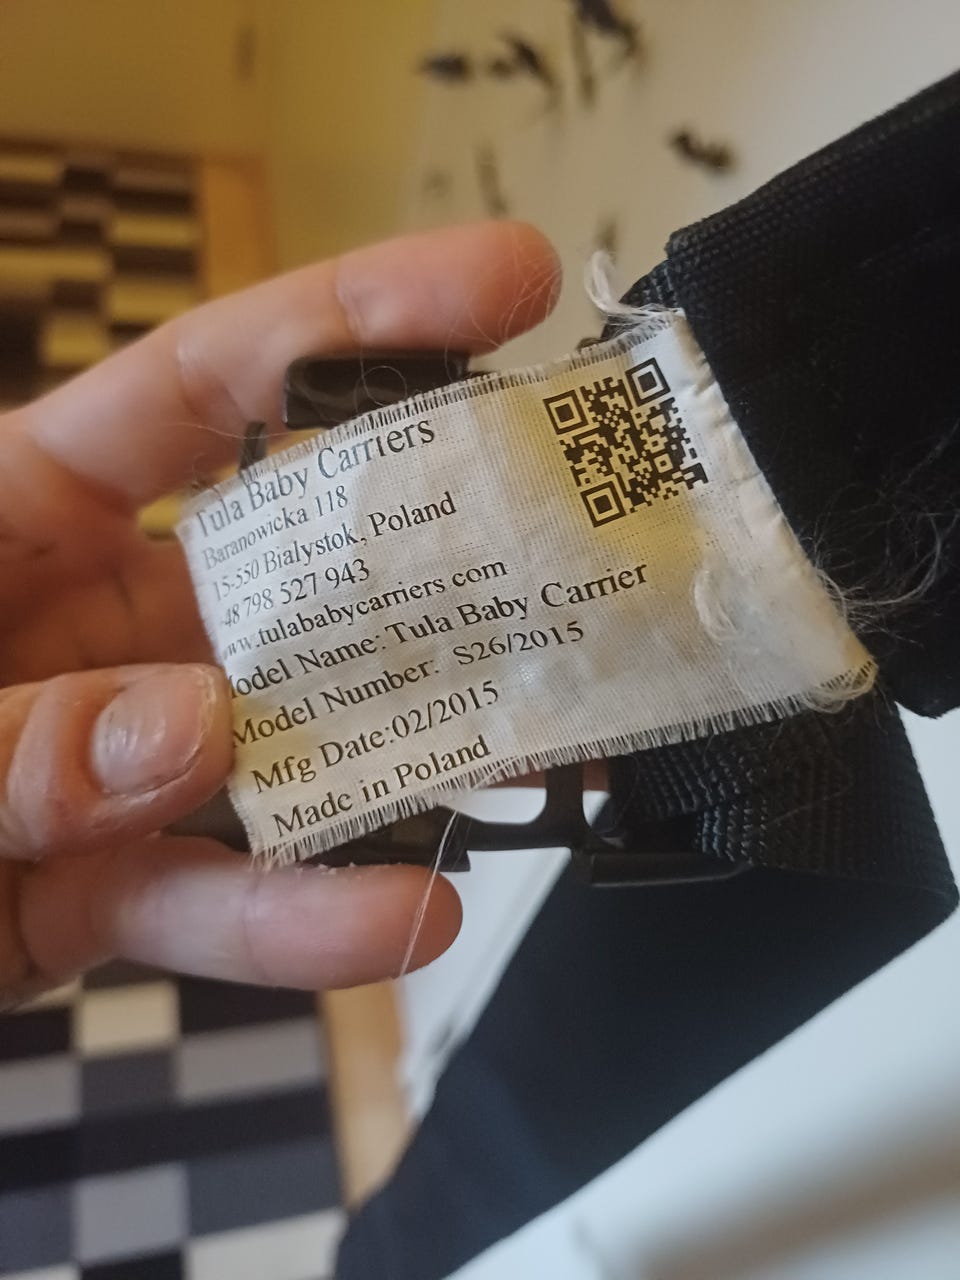 Tula Baby Carriers
Baranowicka 118
15-550 Bialystok, Poland
48 798 527 943
www.tulababycarriers com
Model Name: Tula Baby Carrier
Model Number: S26/2015
Mfg Date:02/2015
Made in Poland